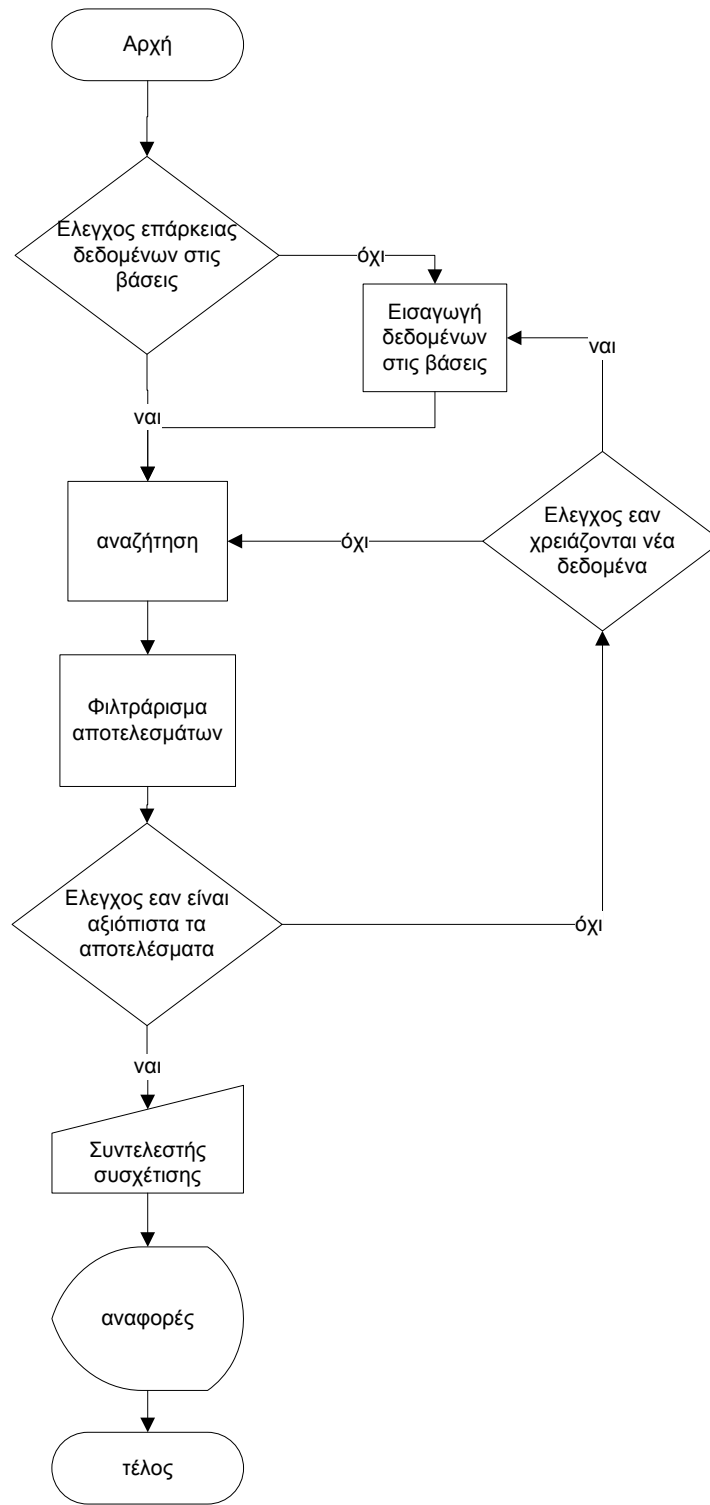 Αρχή
Ελεγχος επάρκειας
δεδομένων στις
βάσεις
όχι
Εισαγωγή
δεδομένων
στις βάσεις
ναι
ναι
αναζήτηση
όχι
Ελεγχος εαν
χρειάζονται νέα
δεδομένα
Φιλτράρισμα
αποτελεσμάτων
Ελεγχος εαν είναι
αξιόπιστα τα
αποτελέσματα
όχι
ναι
Συντελεστής
συσχέτισης
αναφορές
τέλος